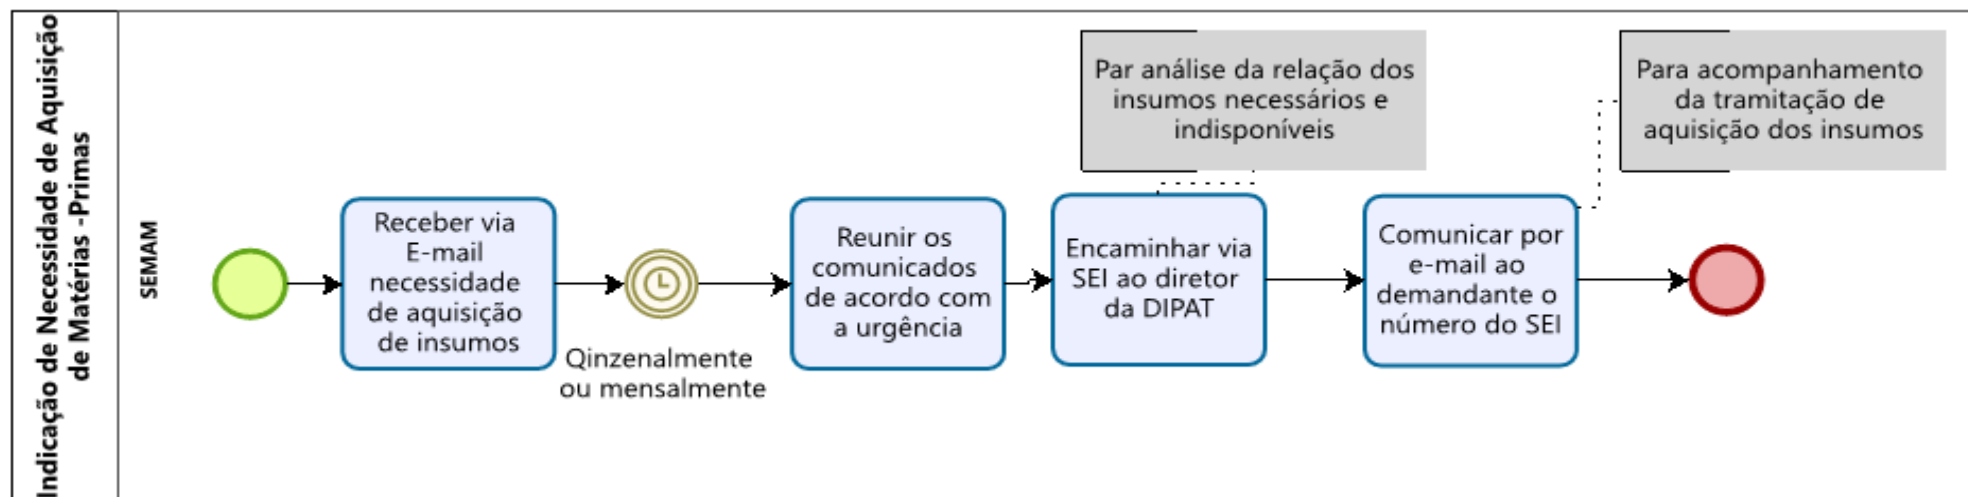 Indicação de Necessidade de Aquisição
de Matérias -Primas
SEMAM
Receber via
E-mail
necessidade
de aquisição
de insumos
Qinzenalmente
ou mensalmente
Reunir os
comunicados
de acordo com
a urgência
Par análise da relação dos
insumos necessários e
indisponíveis
Encaminhar via
SEI ao diretor
da DIPAT
Para acompanhamento
da tramitação de
aquisição dos insumos
Comunicar por
e-mail ao
demandante o
número do SEI